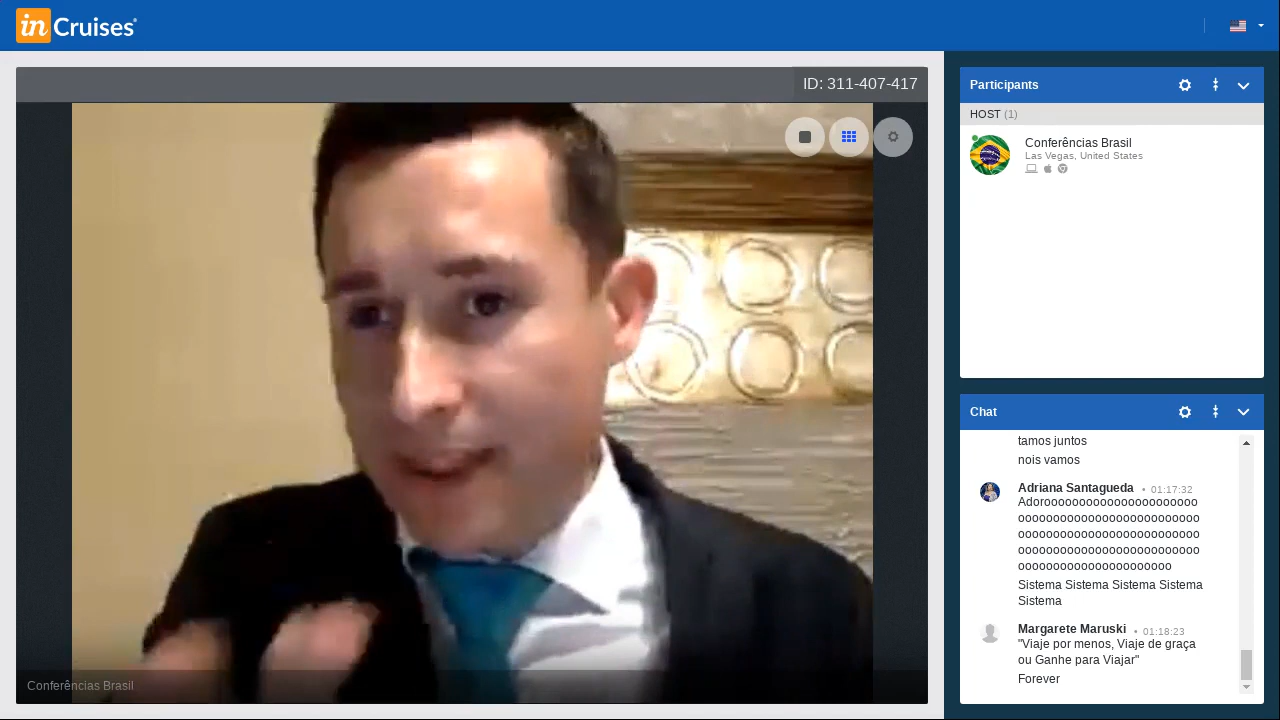 inCruises®
ID: 311-407-417
Conferências Brasil
Participants
HOST (1)
Conferências Brasil
Las Vegas, United States
Chat
tamos juntos
nois vamos
Adriana Santagueda • 01:17:32
Adoroooooooooooooooooooooo
oooooooooooooooooooooooooo
oooooooooooooooooooooooooo
oooooooooooooooooooooooooo
oooooooooooooooooooooo
Sistema Sistema Sistema Sistema
Sistema
Margarete Maruski • 01:18:23
"Viaje por menos, Viaje de graça
ou Ganhe para Viajar"
Forever